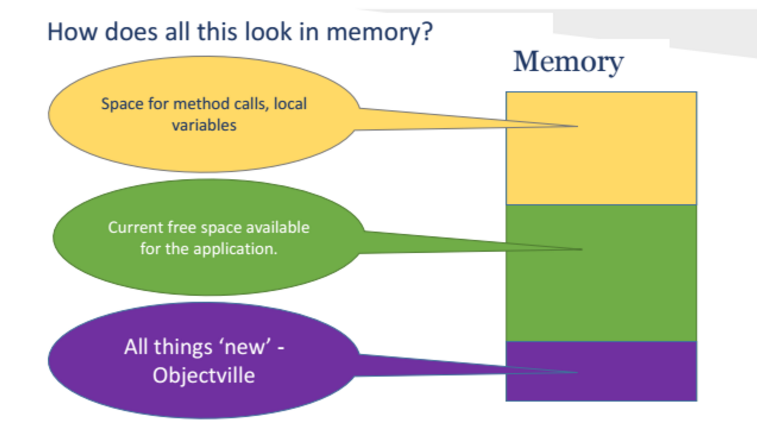 How does all this look in memory?
Memory
Space for method calls, local
variables
Current free space available
for the application.
All things ‘new’ -
Objectville